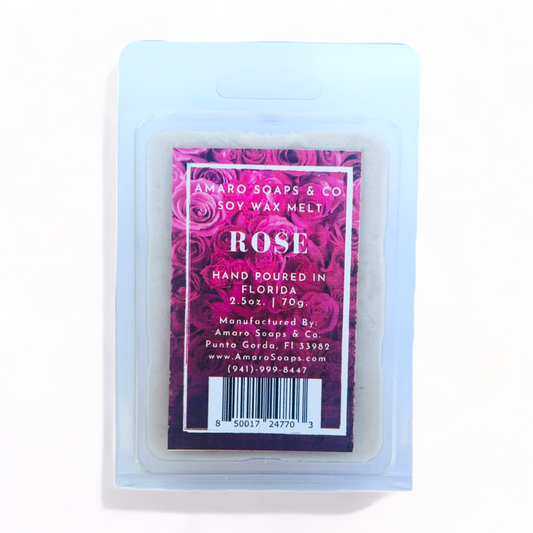 AMARO SOAPS & CO.
SOY WAX MELT
ROSE
HAND POURED IN
FLORIDA
2.5oz. | 70g.
Manufactured By:
Amaro Soaps & Co.
Punta Gorda, Fl 33982
www.AmaroSoaps.com
(941)-999-8447
8 50017 24770 3